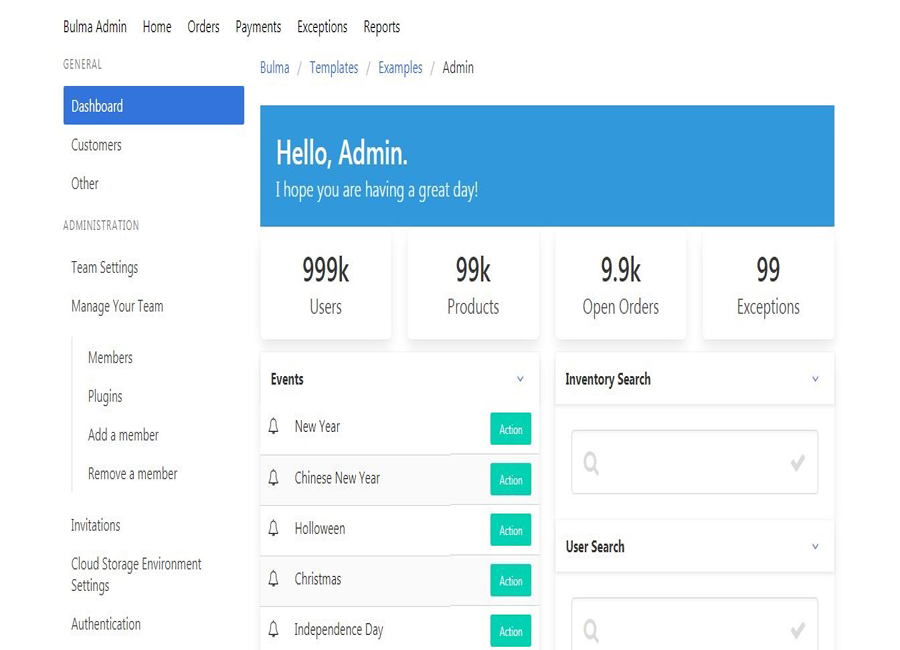 Bulma Admin Home Orders Payments Exceptions Reports
GENERAL
Dashboard
Customers
Other
ADMINISTRATION
Team Settings
Manage Your Team
Members
Plugins
Add a member
Remove a member
Invitations
Cloud Storage Environment
Settings
Authentication
Bulma / Templates / Examples / Admin
Hello, Admin.
I hope you are having a great day!
999k
Users
99k
Products
9.9k
Open Orders
99
Exceptions
Events
New Year Action
Chinese New Year Action
Holloween Action
Christmas Action
Independence Day Action
Inventory Search
User Search